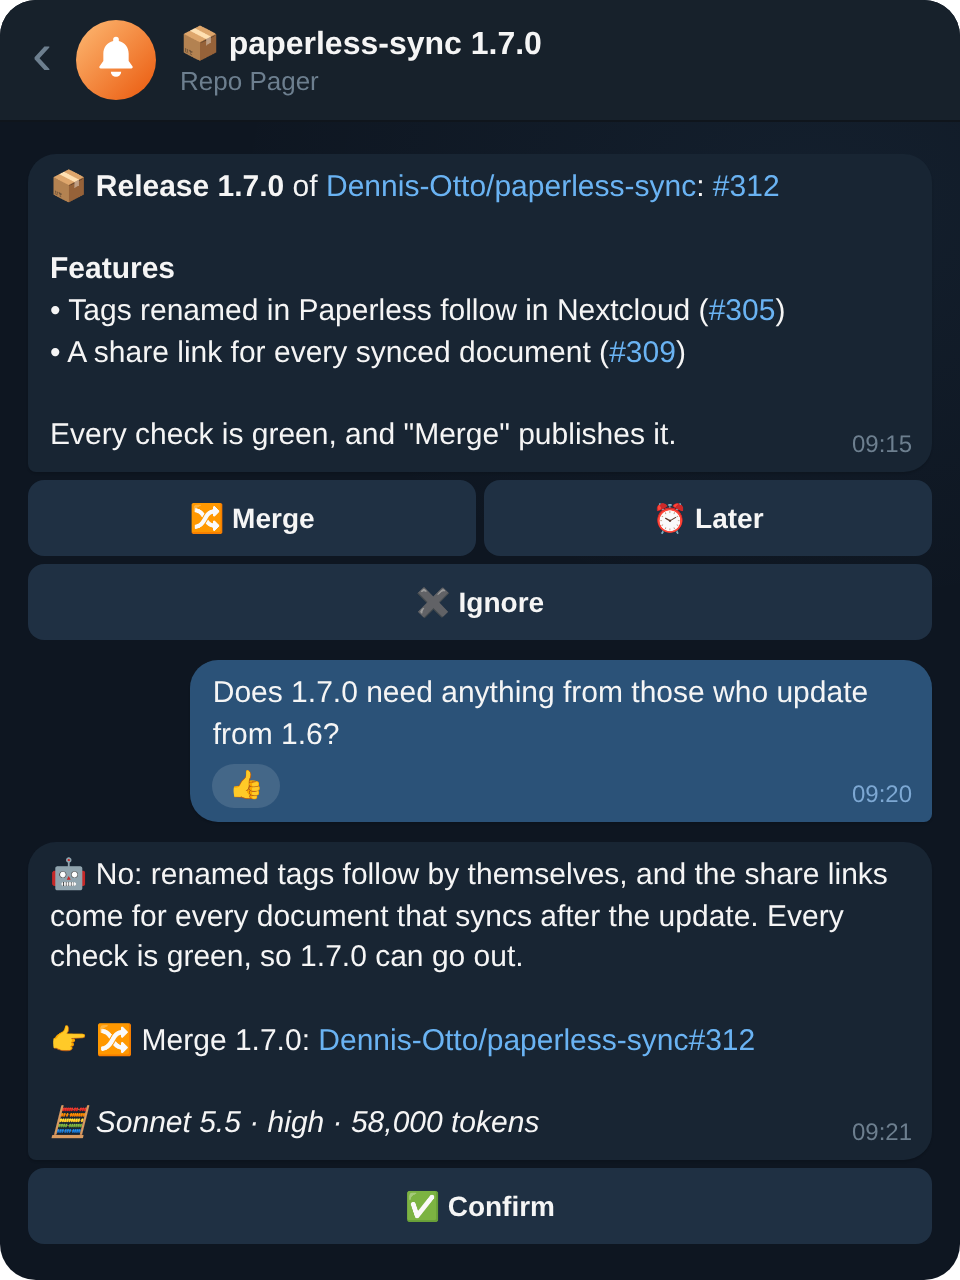 📦 paperless-sync 1.7.0
Repo Pager
📦 Release 1.7.0 of Dennis-Otto/paperless-sync: #312
Features
• Tags renamed in Paperless follow in Nextcloud (#305)
• A share link for every synced document (#309)
Every check is green, and "Merge" publishes it.
09:15
🔀 Merge
⏰ Later
✖️ Ignore
Does 1.7.0 need anything from those who update
from 1.6?
👍
09:20
🤖 No: renamed tags follow by themselves, and the share links
come for every document that syncs after the update. Every
check is green, so 1.7.0 can go out.
👉 🔀 Merge 1.7.0: Dennis-Otto/paperless-sync#312
🧮 Sonnet 5.5 · high · 58,000 tokens
09:21
✅ Confirm